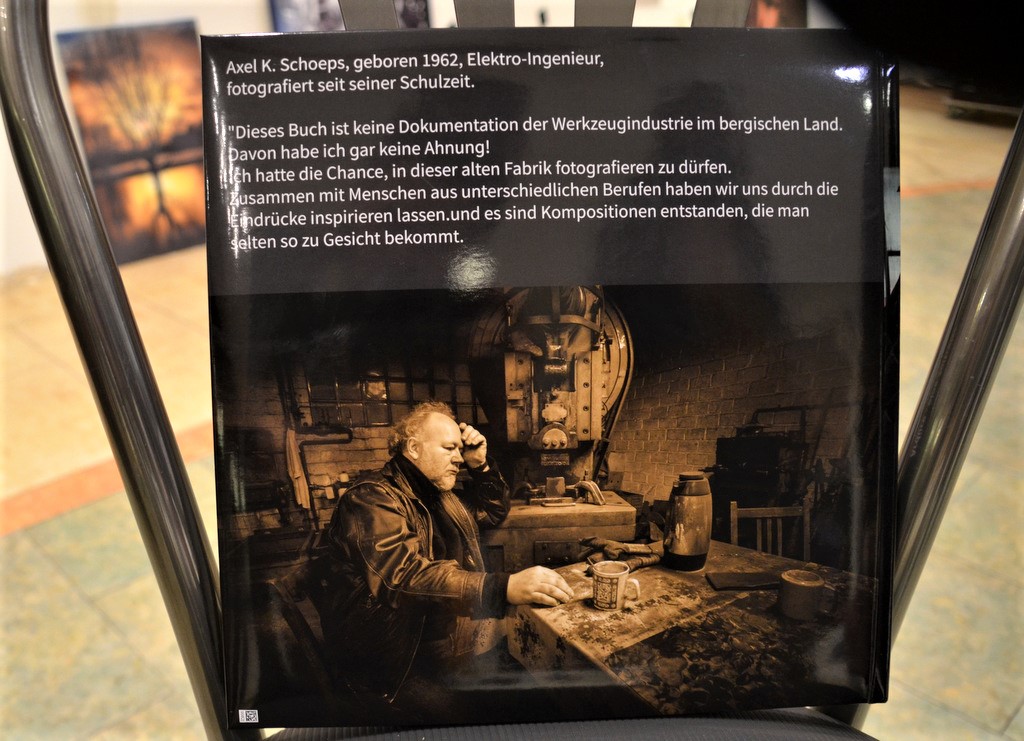 Axel K. Schoeps, geboren 1962, Elektro-Ingenieur,
fotografiert seit seiner Schulzeit.
"Dieses Buch ist keine Dokumentation der Werkzeugindustrie im bergischen Land.
Davon habe ich gar keine Ahnung!
Ich hatte die Chance, in dieser alten Fabrik fotografieren zu dürfen.
Zusammen mit Menschen aus unterschiedlichen Berufen haben wir uns durch die
Eindrücke inspirieren lassen.und es sind Kompositionen entstanden, die man
selten so zu Gesicht bekommt.